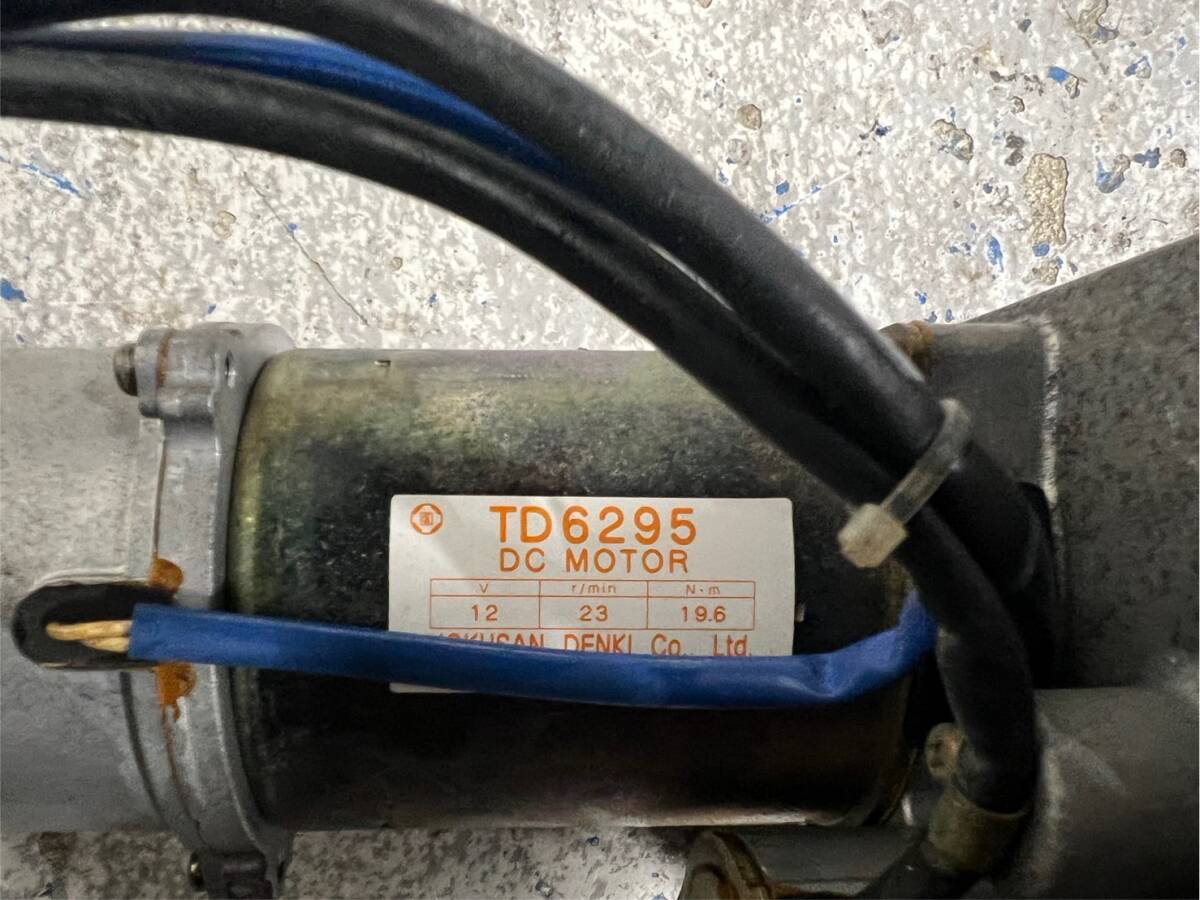 TD6295
DC MOTOR
V r/min N·m
12 23 19.6
DENKI Co., Ltd.